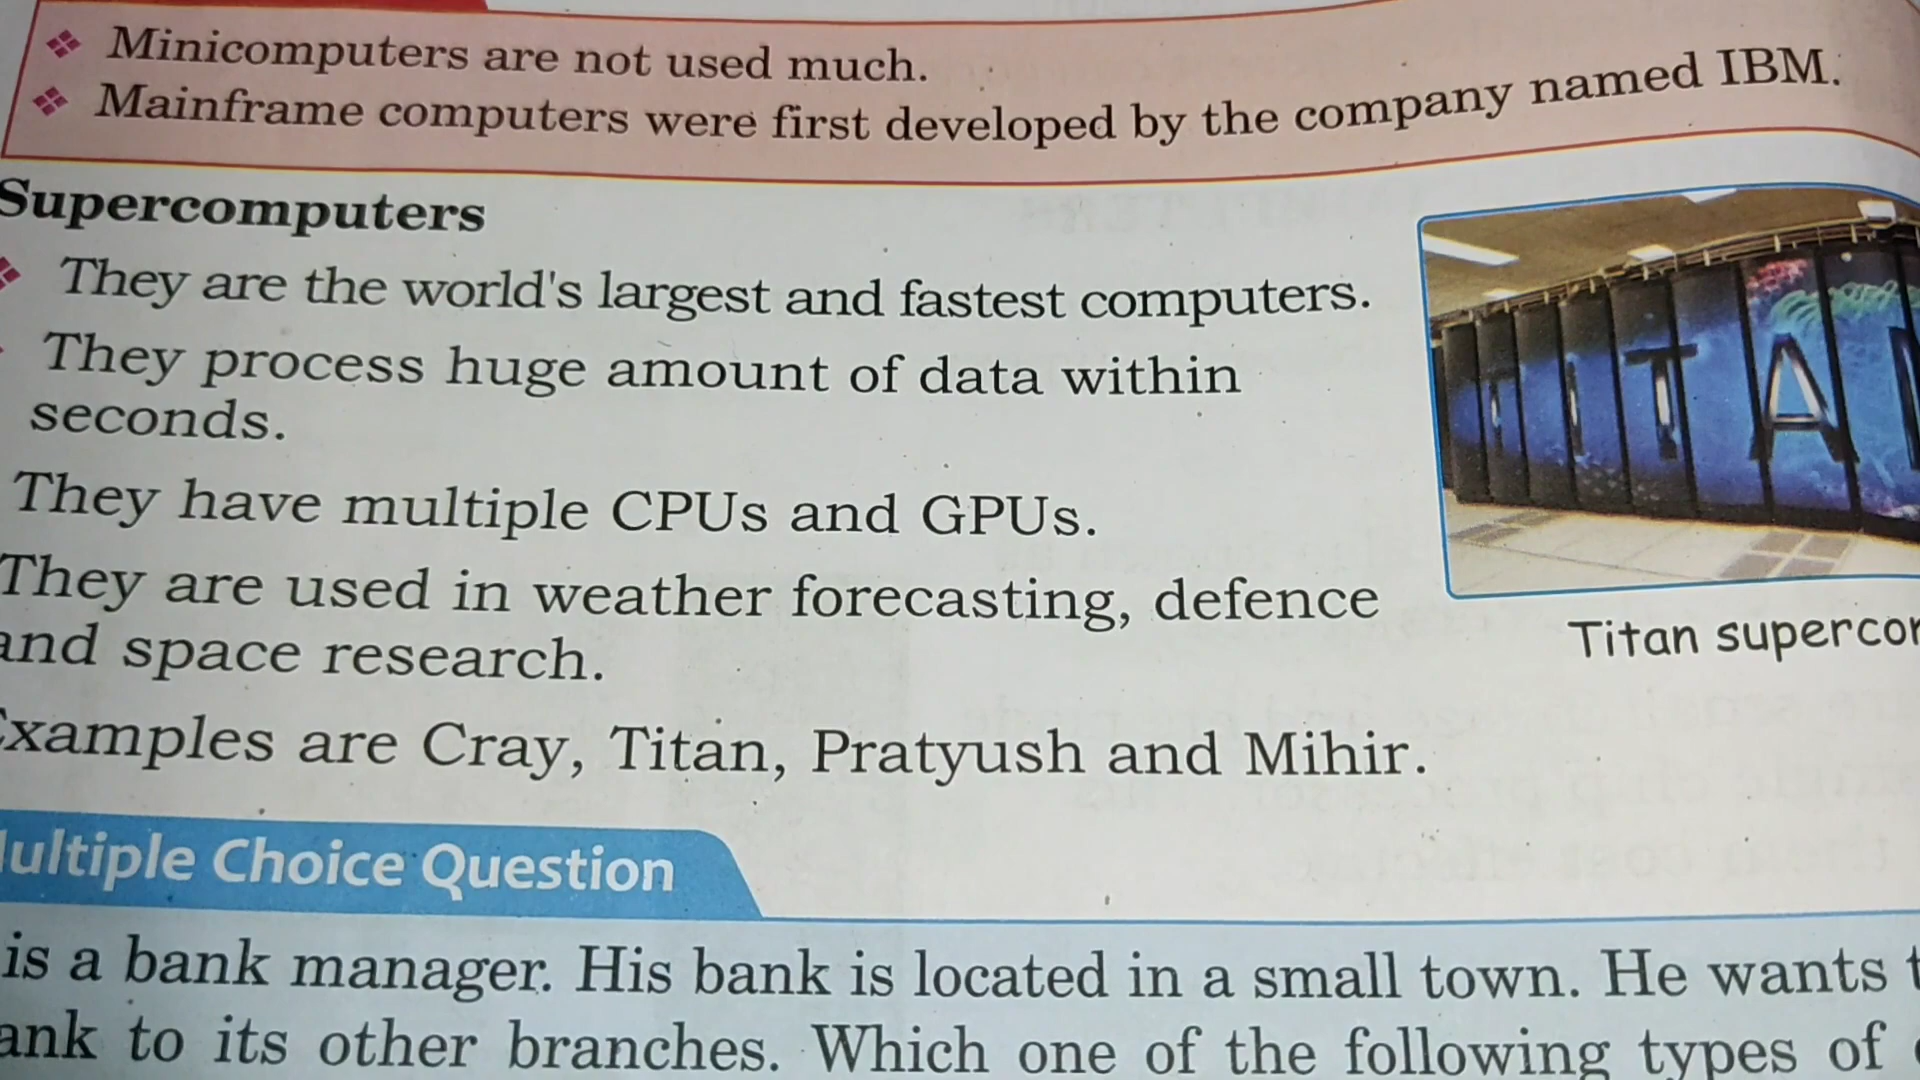 Minicomputers are not used much.
Mainframe computers were first developed by the company named IBM.
Supercomputers
They are the world's largest and fastest computers.
They process huge amount of data within
seconds.
They have multiple CPUs and GPUs.
They are used in weather forecasting, defence
and space research.
TITAN
Titan
Examples are Cray, Titan, Pratyush and Mihir.
Multiple Choice Question
is a bank manager. His bank is located in a small town. He wants
to its other branches. Which one of the following types of